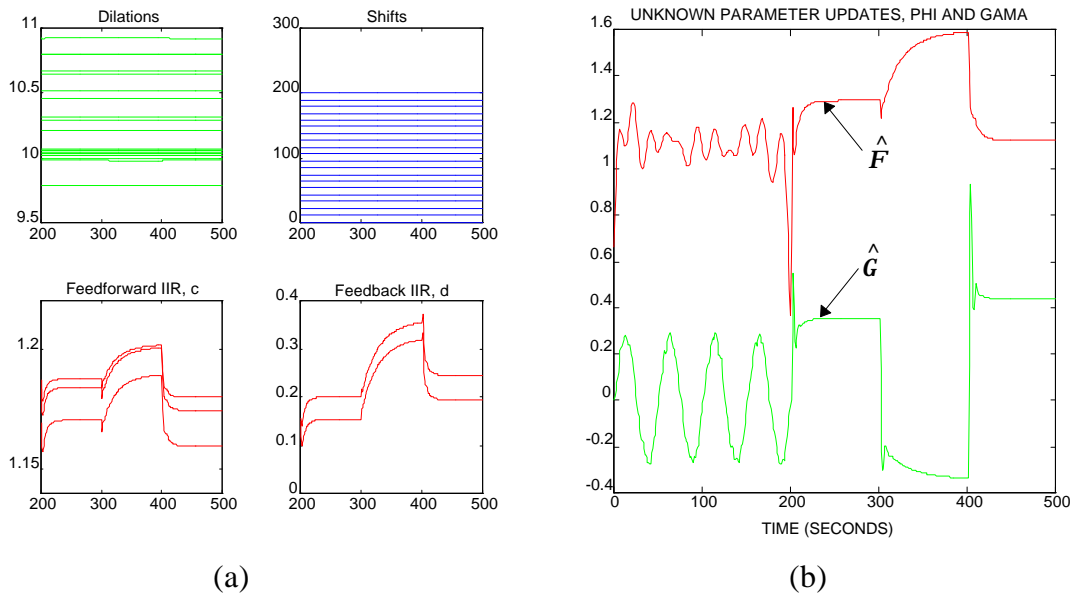 Dilations
11
10.5
10
9.5
200 300 400 500
Shifts
300
200
100
0
200 300 400 500
Feedforward IIR, c
1.2
1.15
200 300 400 500
Feedback IIR, d
0.4
0.3
0.2
0.1
0
200 300 400 500
(a)
UNKNOWN PARAMETER UPDATES, PHI AND GAMA
1.6
1.4
1.2
1
0.8
0.6
0.4
0.2
0
-0.2
-0.4
F̂
Ĝ
0 100 200 300 400 500
TIME (SECONDS)
(b)